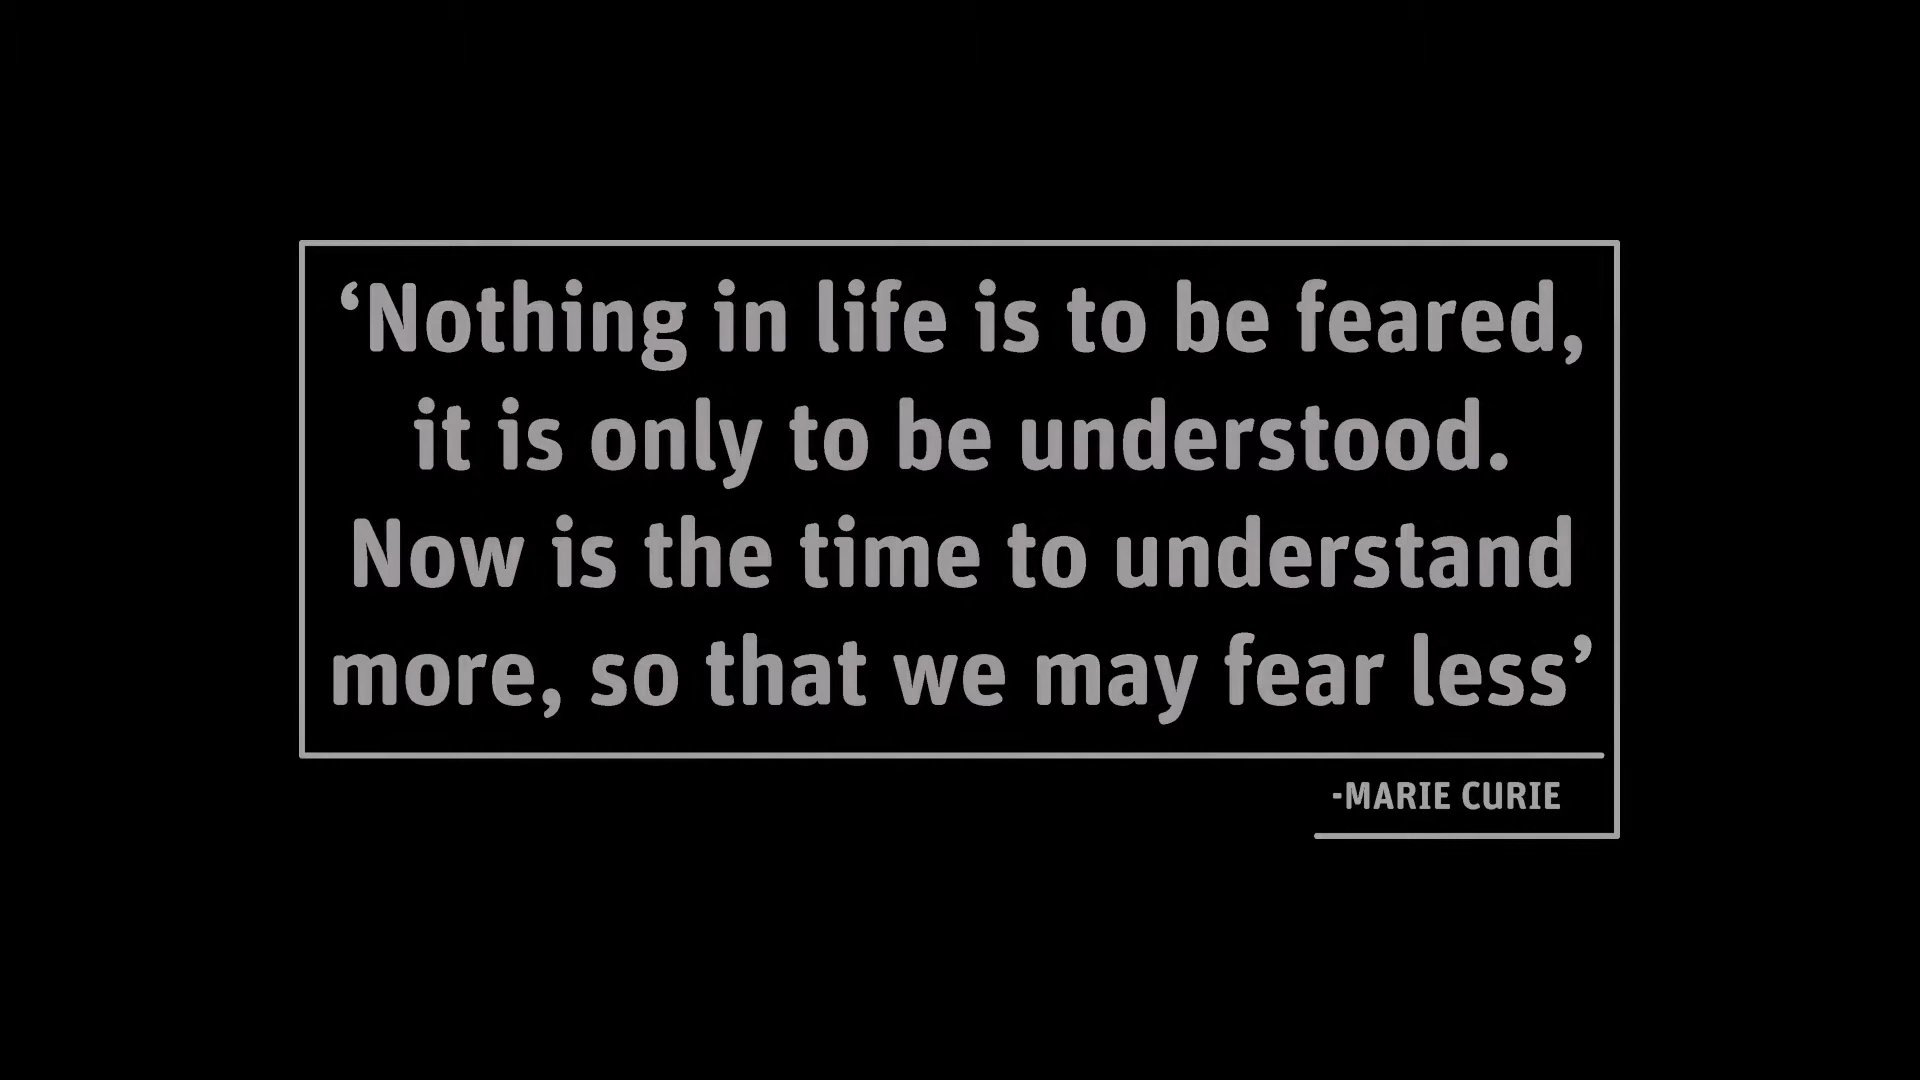 ‘Nothing in life is to be feared,
it is only to be understood.
Now is the time to understand
more, so that we may fear less’
-MARIE CURIE